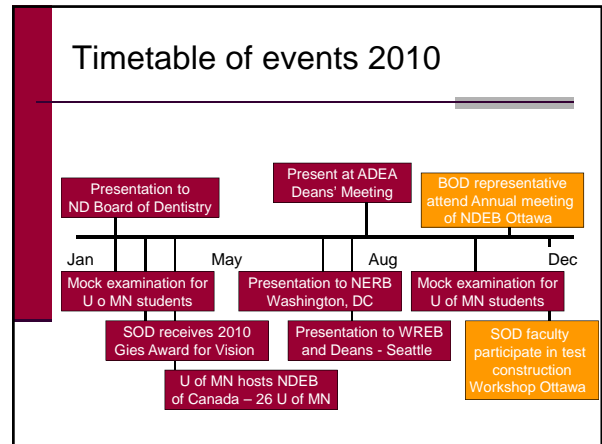 Timetable of events 2010
Present at ADEA
Deans' Meeting
Presentation to
ND Board of Dentistry
BOD representative
attend Annual meeting
of NDEB Ottawa
Jan
May
Aug
Dec
Mock examination for
U o MN students
Presentation to NERB
Washington, DC
Mock examination for
U of MN students
SOD receives 2010
Gies Award for Vision
Presentation to WREB
and Deans - Seattle
SOD faculty
participate in test
construction
Workshop Ottawa
U of MN hosts NDEB
of Canada – 26 U of MN